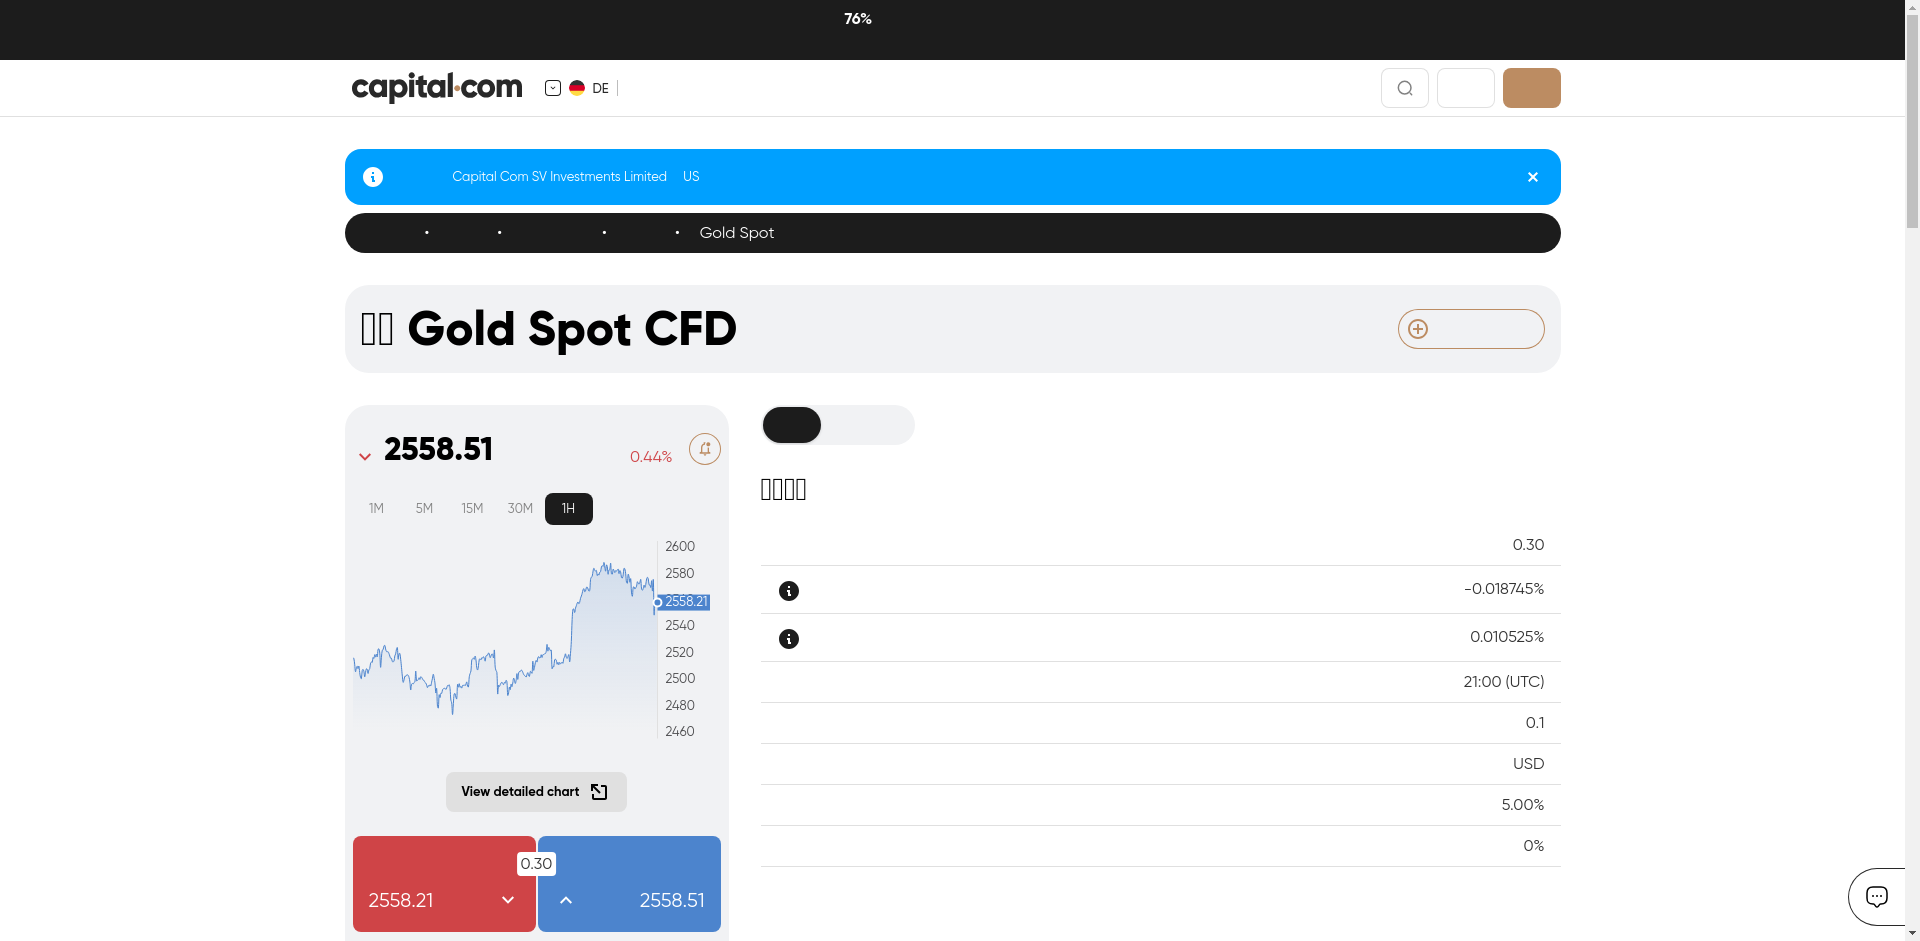 76%
capital.com
DE
Capital Com SV Investments Limited US
Gold Spot
Gold Spot CFD
2558.51
0.44%
1M 5M 15M 30M 1H
2600
2580
2558.21
2540
2520
2500
2480
2460
View detailed chart
0.30
2558.21
2558.51
0.30
-0.018745%
0.010525%
21:00 (UTC)
0.1
USD
5.00%
0%